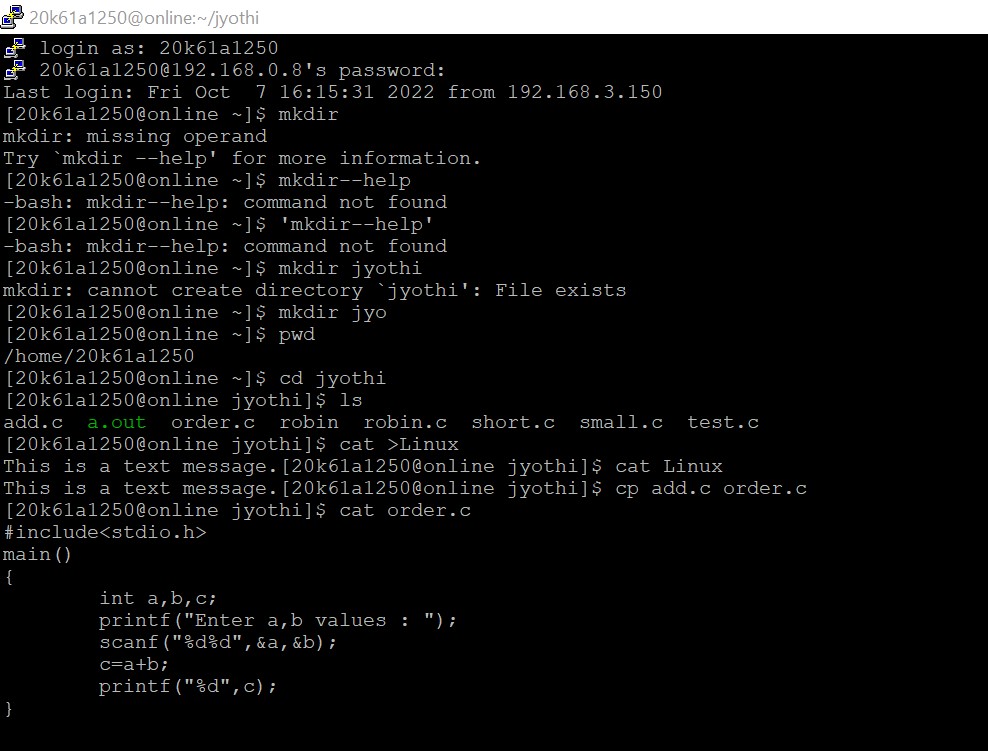 20k61a1250@online:~/jyothi
login as: 20k61a1250
20k61a1250@192.168.0.8's password:
Last login: Fri Oct  7 16:15:31 2022 from 192.168.3.150
[20k61a1250@online ~]$ mkdir
mkdir: missing operand
Try `mkdir --help' for more information.
[20k61a1250@online ~]$ mkdir--help
-bash: mkdir--help: command not found
[20k61a1250@online ~]$ 'mkdir--help'
-bash: mkdir--help: command not found
[20k61a1250@online ~]$ mkdir jyothi
mkdir: cannot create directory `jyothi': File exists
[20k61a1250@online ~]$ mkdir jyo
[20k61a1250@online ~]$ pwd
/home/20k61a1250
[20k61a1250@online ~]$ cd jyothi
[20k61a1250@online jyothi]$ ls
add.c  a.out  order.c  robin  robin.c  short.c  small.c  test.c
[20k61a1250@online jyothi]$ cat >Linux
This is a text message.[20k61a1250@online jyothi]$ cat Linux
This is a text message.[20k61a1250@online jyothi]$ cp add.c order.c
[20k61a1250@online jyothi]$ cat order.c
#include<stdio.h>
main()
{
        int a,b,c;
        printf("Enter a,b values : ");
        scanf("%d%d",&a,&b);
        c=a+b;
        printf("%d",c);
}